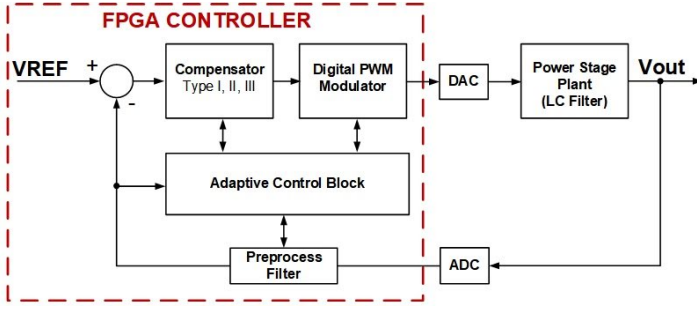 FPGA CONTROLLER
VREF
+
-
Compensator
Type I, II, III
Digital PWM
Modulator
DAC
Power Stage
Plant
(LC Filter)
Vout
Adaptive Control Block
Preprocess
Filter
ADC